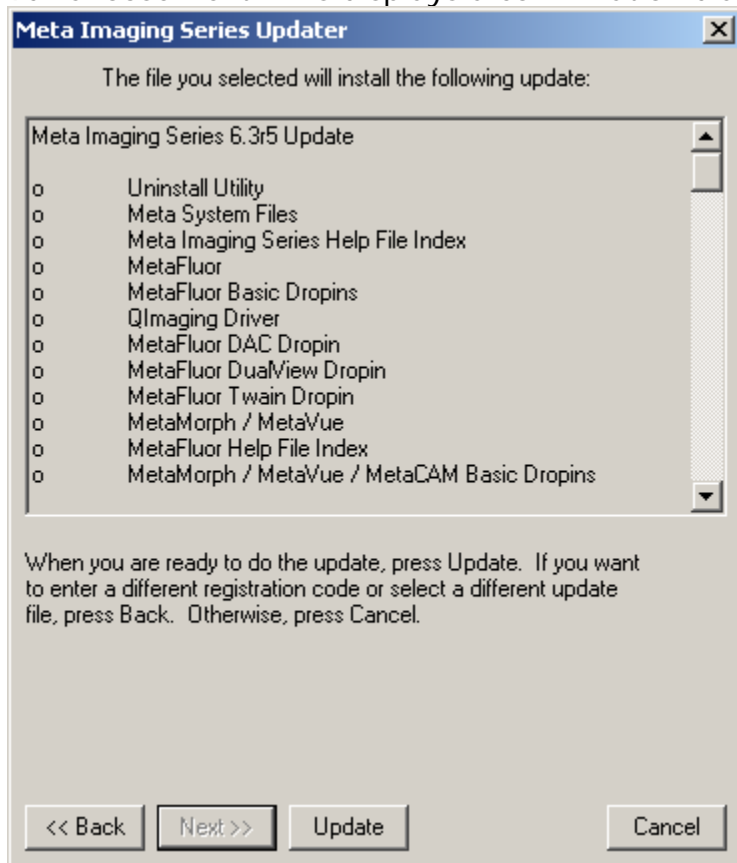 Meta Imaging Series Updater
The file you selected will install the following update:
Meta Imaging Series 6.3r5 Update
o Uninstall Utility
o Meta System Files
o Meta Imaging Series Help File Index
o MetaFluor
o MetaFluor Basic Dropins
o QImaging Driver
o MetaFluor DAC Dropin
o MetaFluor DualView Dropin
o MetaFluor Twain Dropin
o MetaMorph / MetaVue
o MetaFluor Help File Index
o MetaMorph / MetaVue / MetaCAM Basic Dropins
When you are ready to do the update, press Update. If you want
to enter a different registration code or select a different update
file, press Back. Otherwise, press Cancel.
<< Back Next >> Update Cancel